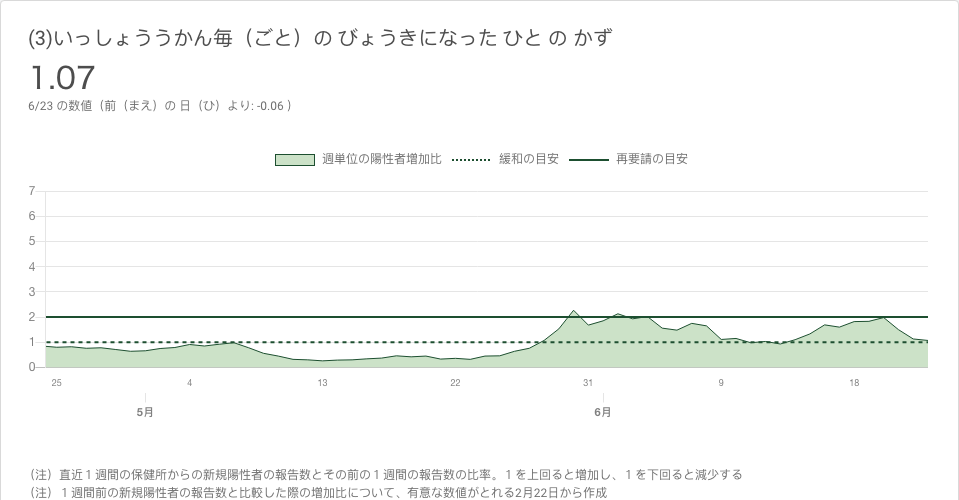 (3)いっしょううかん毎（ごと）の びょうきになった ひと の かず
1.07
6/23 の数値（前（まえ）の 日（ひ）より: -0.06 ）
週単位の陽性者増加比 緩和の目安 再要請の目安
7
6
5
4
3
2
1
0
25 4 13 22 31 9 18
5月 6月
（注）直近１週間の保健所からの新規陽性者の報告数とその前の１週間の報告数の比率。１を上回ると増加し、１を下回ると減少する
（注）１週間前の新規陽性者の報告数と比較した際の増加比について、有意な数値がとれる2月22日から作成